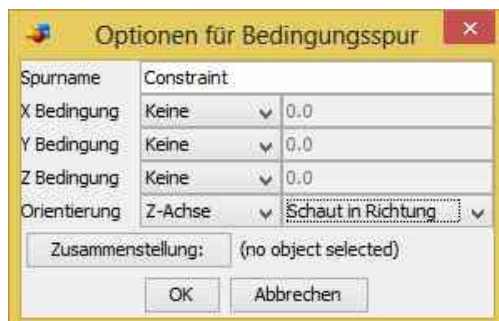 Optionen für Bedingungsspur
Spurname Constraint
X Bedingung Keine 0.0
Y Bedingung Keine 0.0
Z Bedingung Keine 0.0
Orientierung Z-Achse Schaut in Richtung
Zusammenstellung: (no object selected)
OK Abbrechen